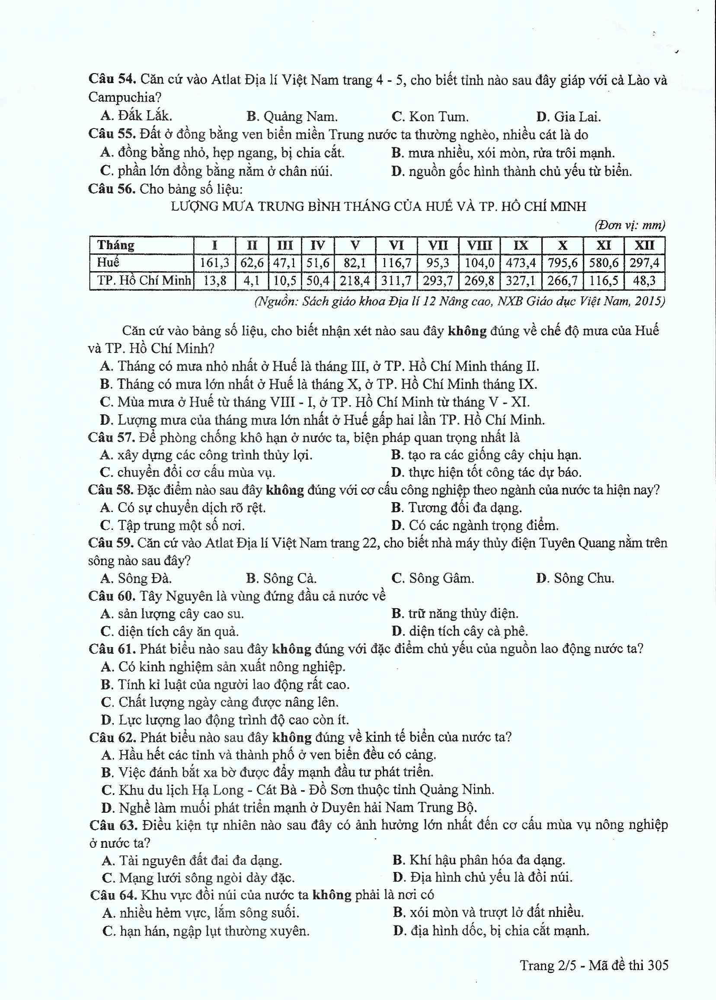 Câu 54. Căn cứ vào Atlat Địa lí Việt Nam trang 4 - 5, cho biết tỉnh nào sau đây giáp với cả Lào và
Campuchia?
A. Đắk Lắk. B. Quảng Nam. C. Kon Tum. D. Gia Lai.
Câu 55. Đất ở đồng bằng ven biển miền Trung nước ta thường nghèo, nhiều cát là do
A. đồng bằng nhỏ, hẹp ngang, bị chia cắt. B. mưa nhiều, xói mòn, rửa trôi mạnh.
C. phần lớn đồng bằng nằm ở chân núi. D. nguồn gốc hình thành chủ yếu từ biển.
Câu 56. Cho bảng số liệu:
LƯỢNG MƯA TRUNG BÌNH THÁNG CỦA HUẾ VÀ TP. HỒ CHÍ MINH
(Đơn vị: mm)
Tháng I II III IV V VI VII VIII IX X XI XII
Huế 161,3 62,6 47,1 51,6 82,1 116,7 95,3 104,0 473,4 795,6 580,6 297,4
TP. Hồ Chí Minh 13,8 4,1 10,5 50,4 218,4 311,7 293,7 269,8 327,1 266,7 116,5 48,3
(Nguồn: Sách giáo khoa Địa lí 12 Nâng cao, NXB Giáo dục Việt Nam, 2015)
Căn cứ vào bảng số liệu, cho biết nhận xét nào sau đây không đúng về chế độ mưa của Huế
và TP. Hồ Chí Minh?
A. Tháng có mưa nhỏ nhất ở Huế là tháng III, ở TP. Hồ Chí Minh tháng II.
B. Tháng có mưa lớn nhất ở Huế là tháng X, ở TP. Hồ Chí Minh tháng IX.
C. Mùa mưa ở Huế từ tháng VIII - I, ở TP. Hồ Chí Minh từ tháng V - XI.
D. Lượng mưa của tháng mưa lớn nhất ở Huế gấp hai lần TP. Hồ Chí Minh.
Câu 57. Để phòng chống khô hạn ở nước ta, biện pháp quan trọng nhất là
A. xây dựng các công trình thủy lợi. B. tạo ra các giống cây chịu hạn.
C. chuyển đổi cơ cấu mùa vụ. D. thực hiện tốt công tác dự báo.
Câu 58. Đặc điểm nào sau đây không đúng với cơ cấu công nghiệp theo ngành của nước ta hiện nay?
A. Có sự chuyển dịch rõ rệt. B. Tương đối đa dạng.
C. Tập trung một số nơi. D. Có các ngành trọng điểm.
Câu 59. Căn cứ vào Atlat Địa lí Việt Nam trang 22, cho biết nhà máy thủy điện Tuyên Quang nằm trên
sông nào sau đây?
A. Sông Đà. B. Sông Cả. C. Sông Gâm. D. Sông Chu.
Câu 60. Tây Nguyên là vùng đứng đầu cả nước về
A. sản lượng cây cao su. B. trữ năng thủy điện.
C. diện tích cây ăn quả. D. diện tích cây cà phê.
Câu 61. Phát biểu nào sau đây không đúng với đặc điểm chủ yếu của nguồn lao động nước ta?
A. Có kinh nghiệm sản xuất nông nghiệp.
B. Tính kỉ luật của người lao động rất cao.
C. Chất lượng ngày càng được nâng lên.
D. Lực lượng lao động trình độ cao còn ít.
Câu 62. Phát biểu nào sau đây không đúng về kinh tế biển của nước ta?
A. Hầu hết các tỉnh và thành phố ở ven biển đều có cảng.
B. Việc đánh bắt xa bờ được đẩy mạnh đầu tư phát triển.
C. Khu du lịch Hạ Long - Cát Bà - Đồ Sơn thuộc tỉnh Quảng Ninh.
D. Nghề làm muối phát triển mạnh ở Duyên hải Nam Trung Bộ.
Câu 63. Điều kiện tự nhiên nào sau đây có ảnh hưởng lớn nhất đến cơ cấu mùa vụ nông nghiệp
ở nước ta?
A. Tài nguyên đất đai đa dạng. B. Khí hậu phân hóa đa dạng.
C. Mạng lưới sông ngòi dày đặc. D. Địa hình chủ yếu là đồi núi.
Câu 64. Khu vực đồi núi của nước ta không phải là nơi có
A. nhiều hẻm vực, lắm sông suối. B. xói mòn và trượt lở đất nhiều.
C. hạn hán, ngập lụt thường xuyên. D. địa hình dốc, bị chia cắt mạnh.
Trang 2/5 - Mã đề thi 305